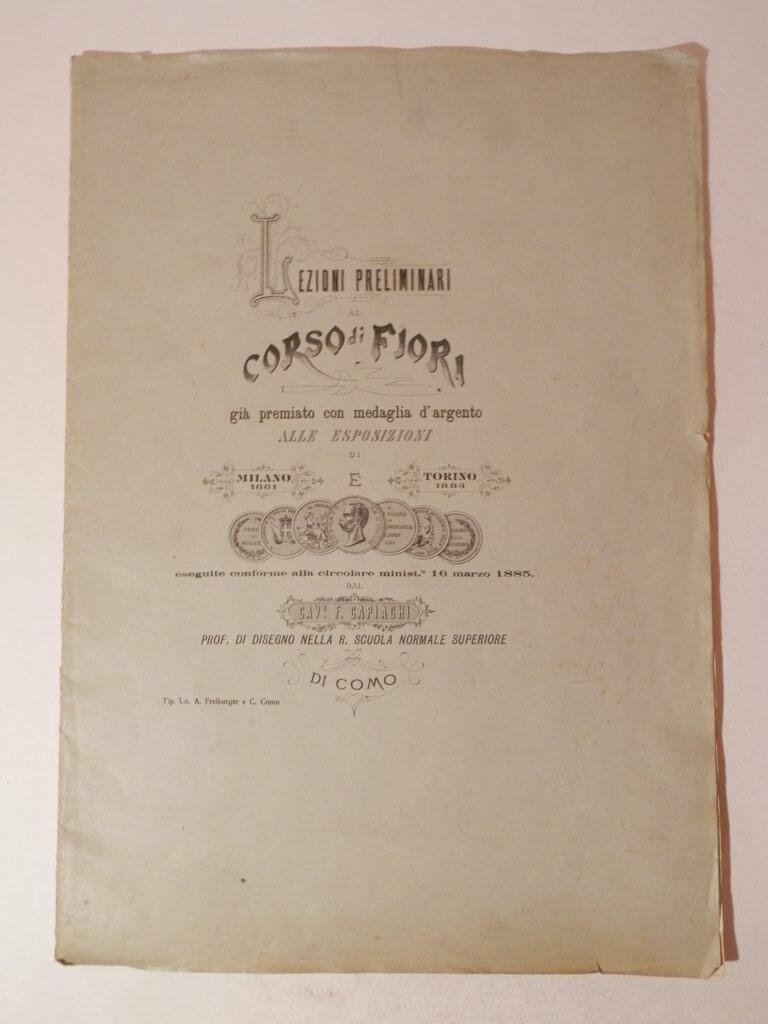 LEZIONI PRELIMINARI
AL
CORSO di FIORI
già premiato con medaglia d'argento
ALLE ESPOSIZIONI
DI
MILANO E TORINO
1881 1883
eseguite conforme alla circolare minist.le 16 marzo 1885.
DAL
CAV.e F. CAPIAGHI
PROF. DI DISEGNO NELLA R. SCUOLA NORMALE SUPERIORE
DI COMO
Tip. Lit. A. Freiburger e C. Como